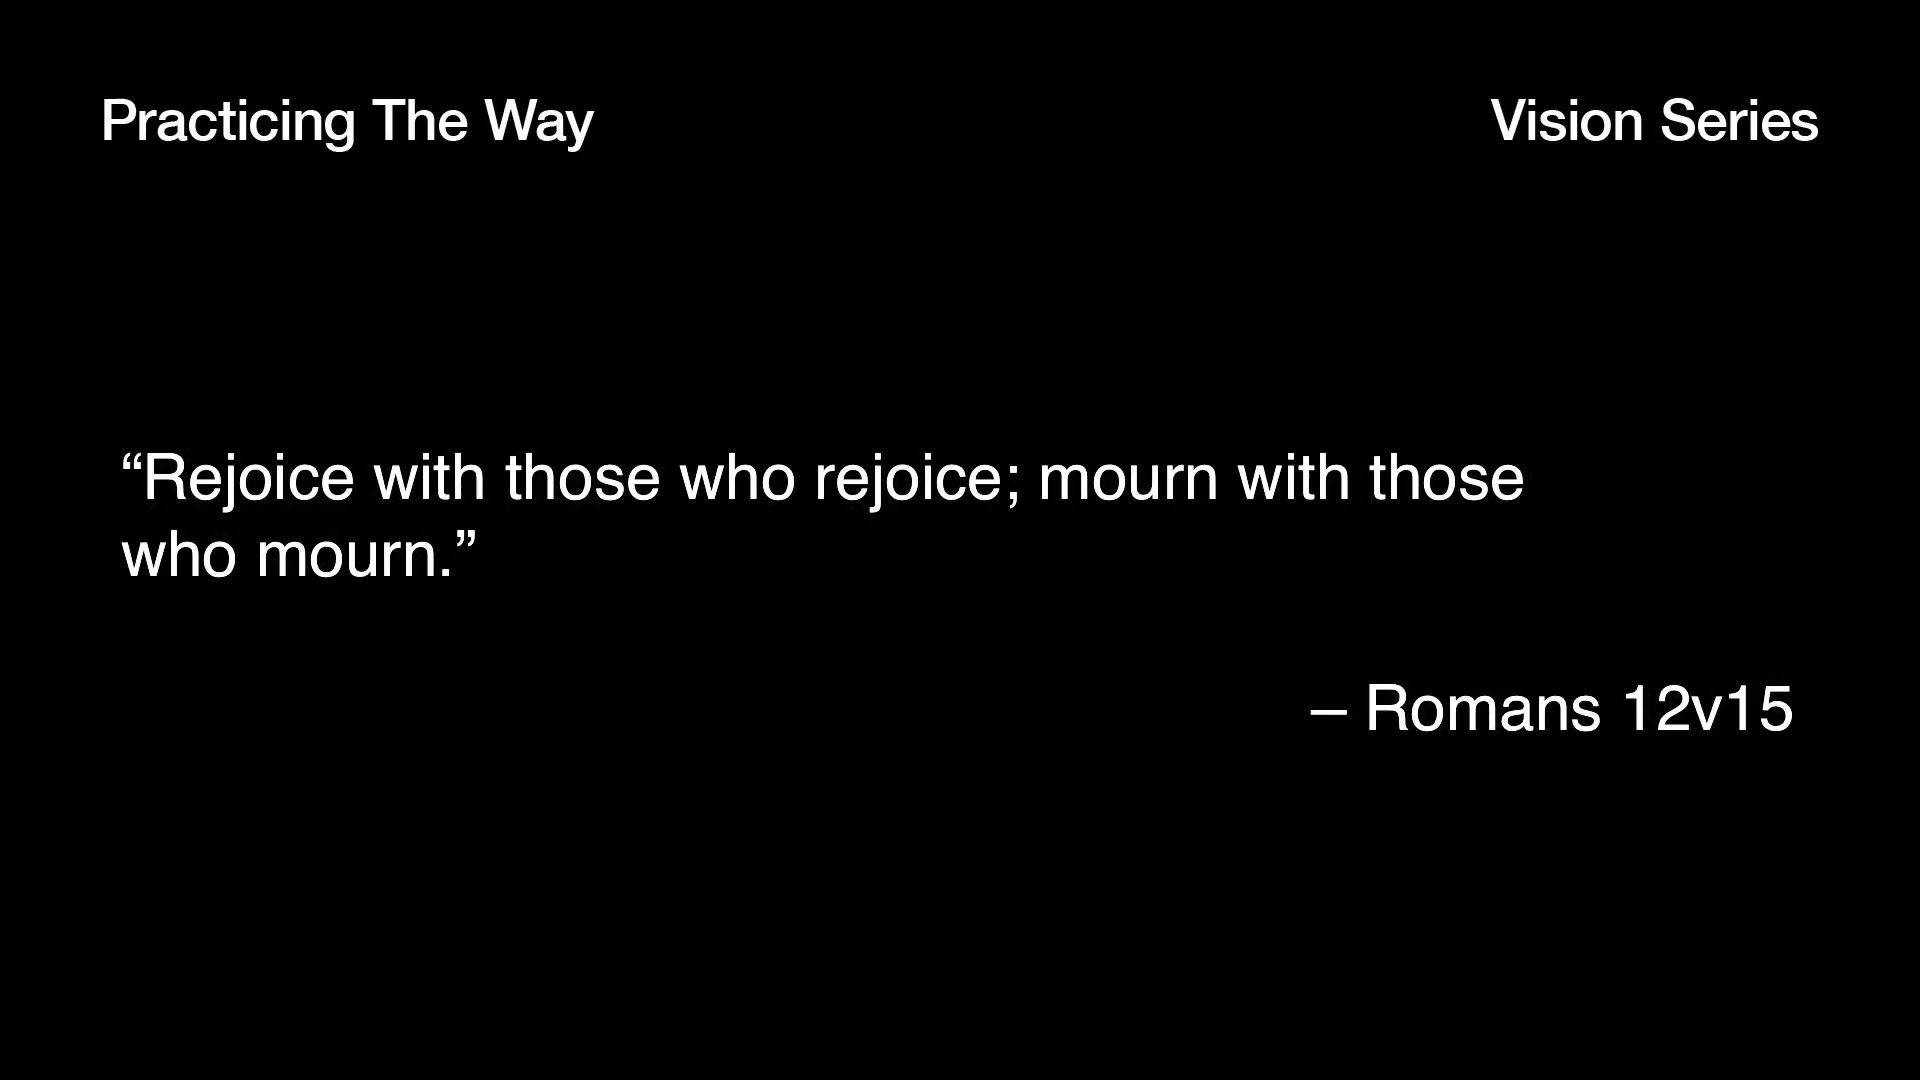 Practicing The Way
Vision Series
“Rejoice with those who rejoice; mourn with those
who mourn.”
– Romans 12v15